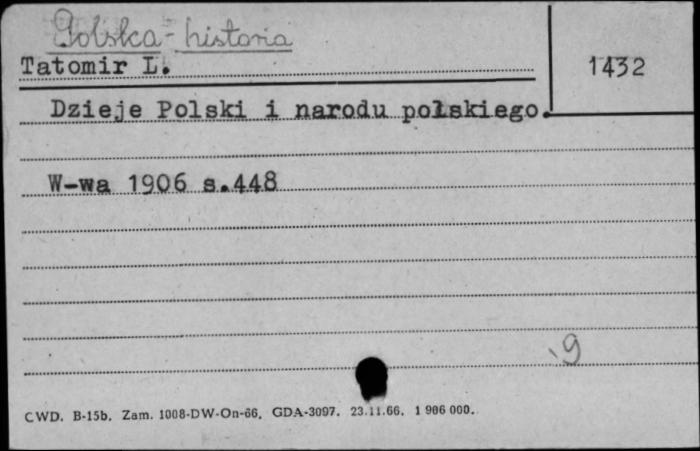 Polska - historia
Tatomir L.
1432
Dzieje Polski i narodu polskiego.
W-wa 1906 s.448
9
CWD. B-15b. Zam. 1008-DW-On-66. GDA-3097. 23.11.66. 1 906 000.